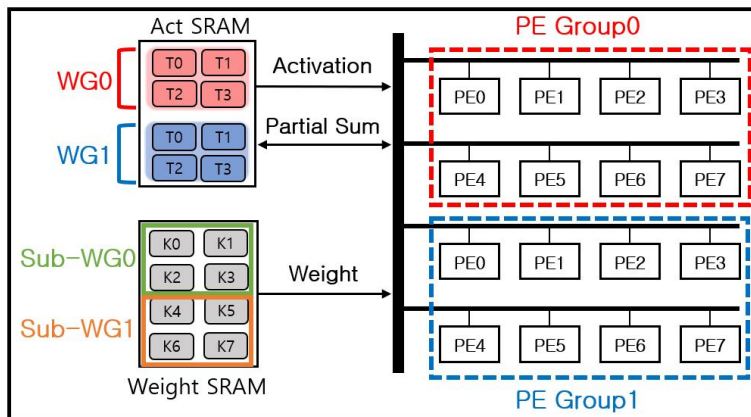 Act SRAM
WG0
T0 T1
T2 T3
WG1
T0 T1
T2 T3
Activation
Partial Sum
Sub-WG0
K0 K1
K2 K3
Sub-WG1
K4 K5
K6 K7
Weight SRAM
Weight
PE Group0
PE0 PE1 PE2 PE3
PE4 PE5 PE6 PE7
PE0 PE1 PE2 PE3
PE4 PE5 PE6 PE7
PE Group1